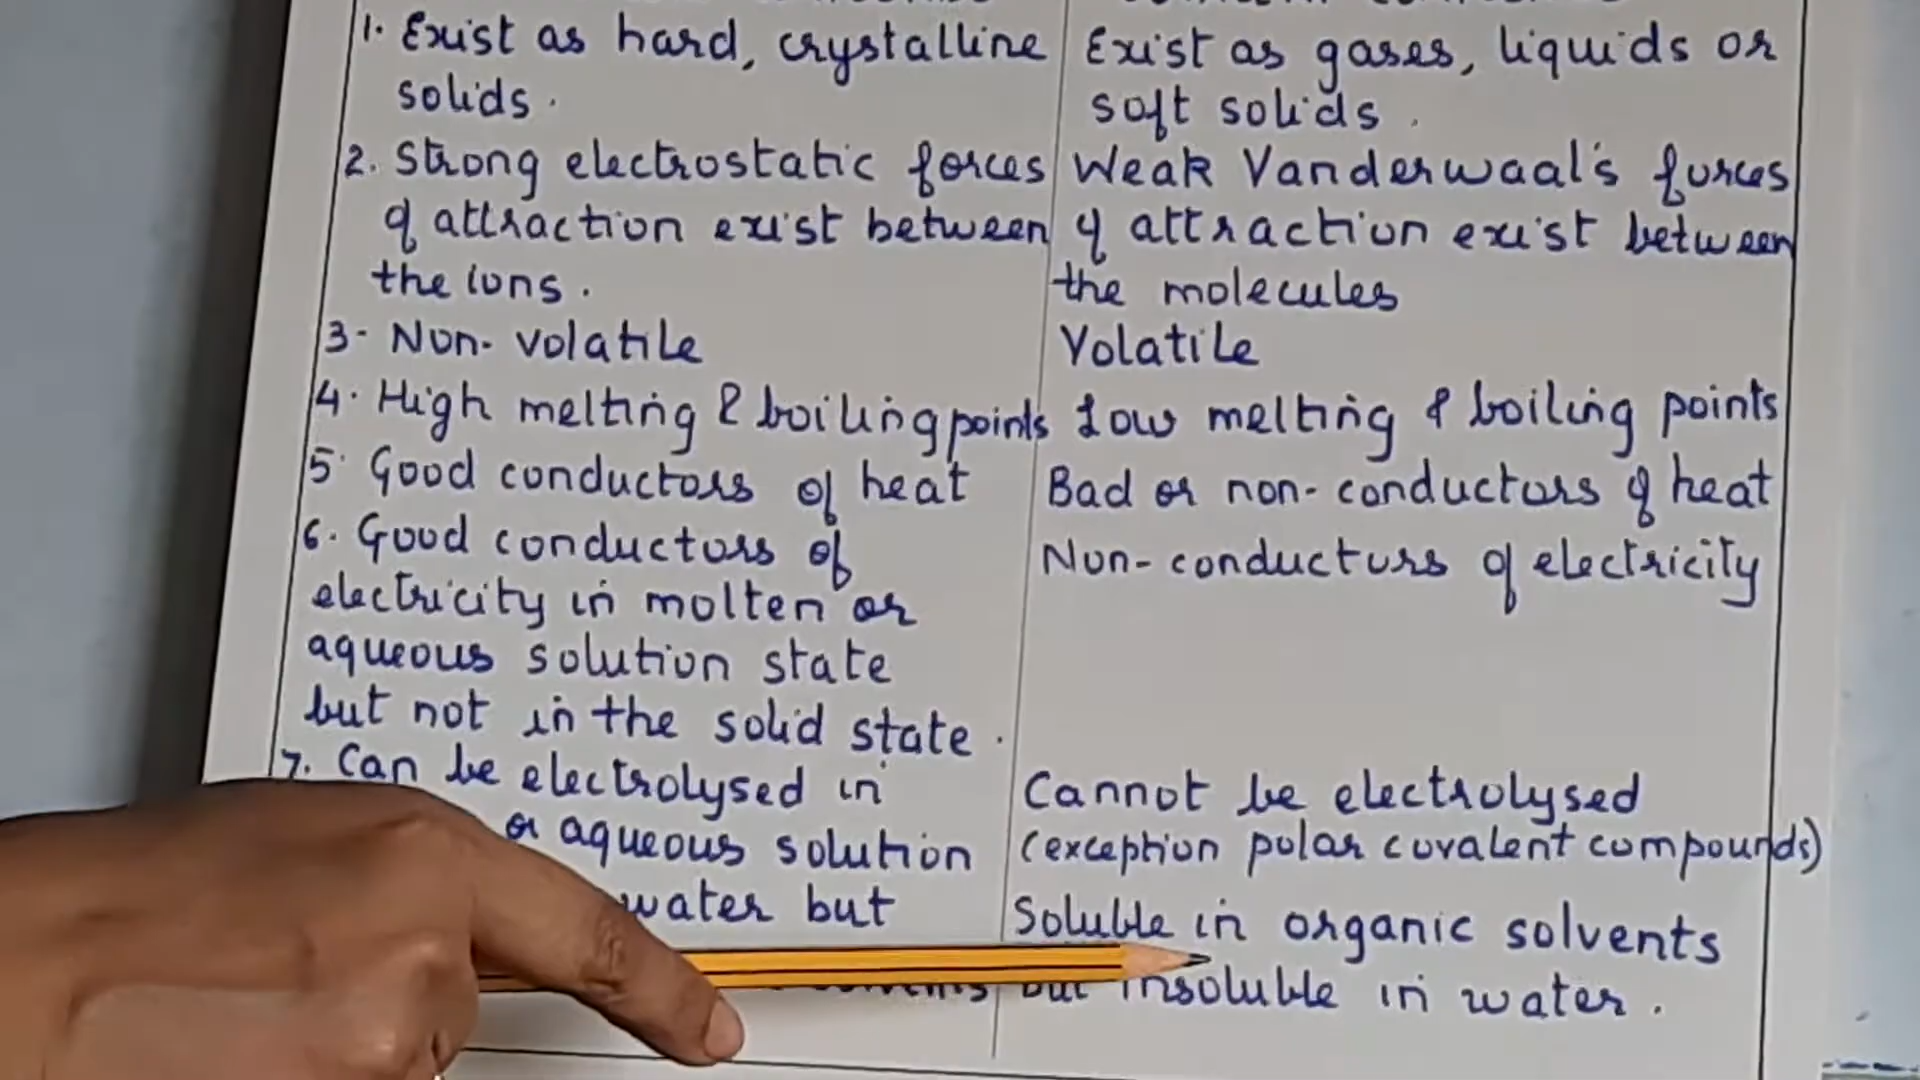 1. Exist as hard, crystalline
solids.
2. Strong electrostatic forces
of attraction exist between
the ions.
3- Non-volatile
4. High melting & boiling points
5. Good conductors of heat
6. Good conductors of
electricity in molten or
aqueous solution state
but not in the solid state.
7. Can be electrolysed in
or aqueous solution
water but
Exist as gases, liquids or
soft solids.
Weak Vanderwaal's forces
of attraction exist between
the molecules
Volatile
Low melting & boiling points
Bad or non-conductors of heat
Non-conductors of electricity
Cannot be electrolysed
(exception polar covalent compounds)
Soluble in organic solvents
but insoluble in water.